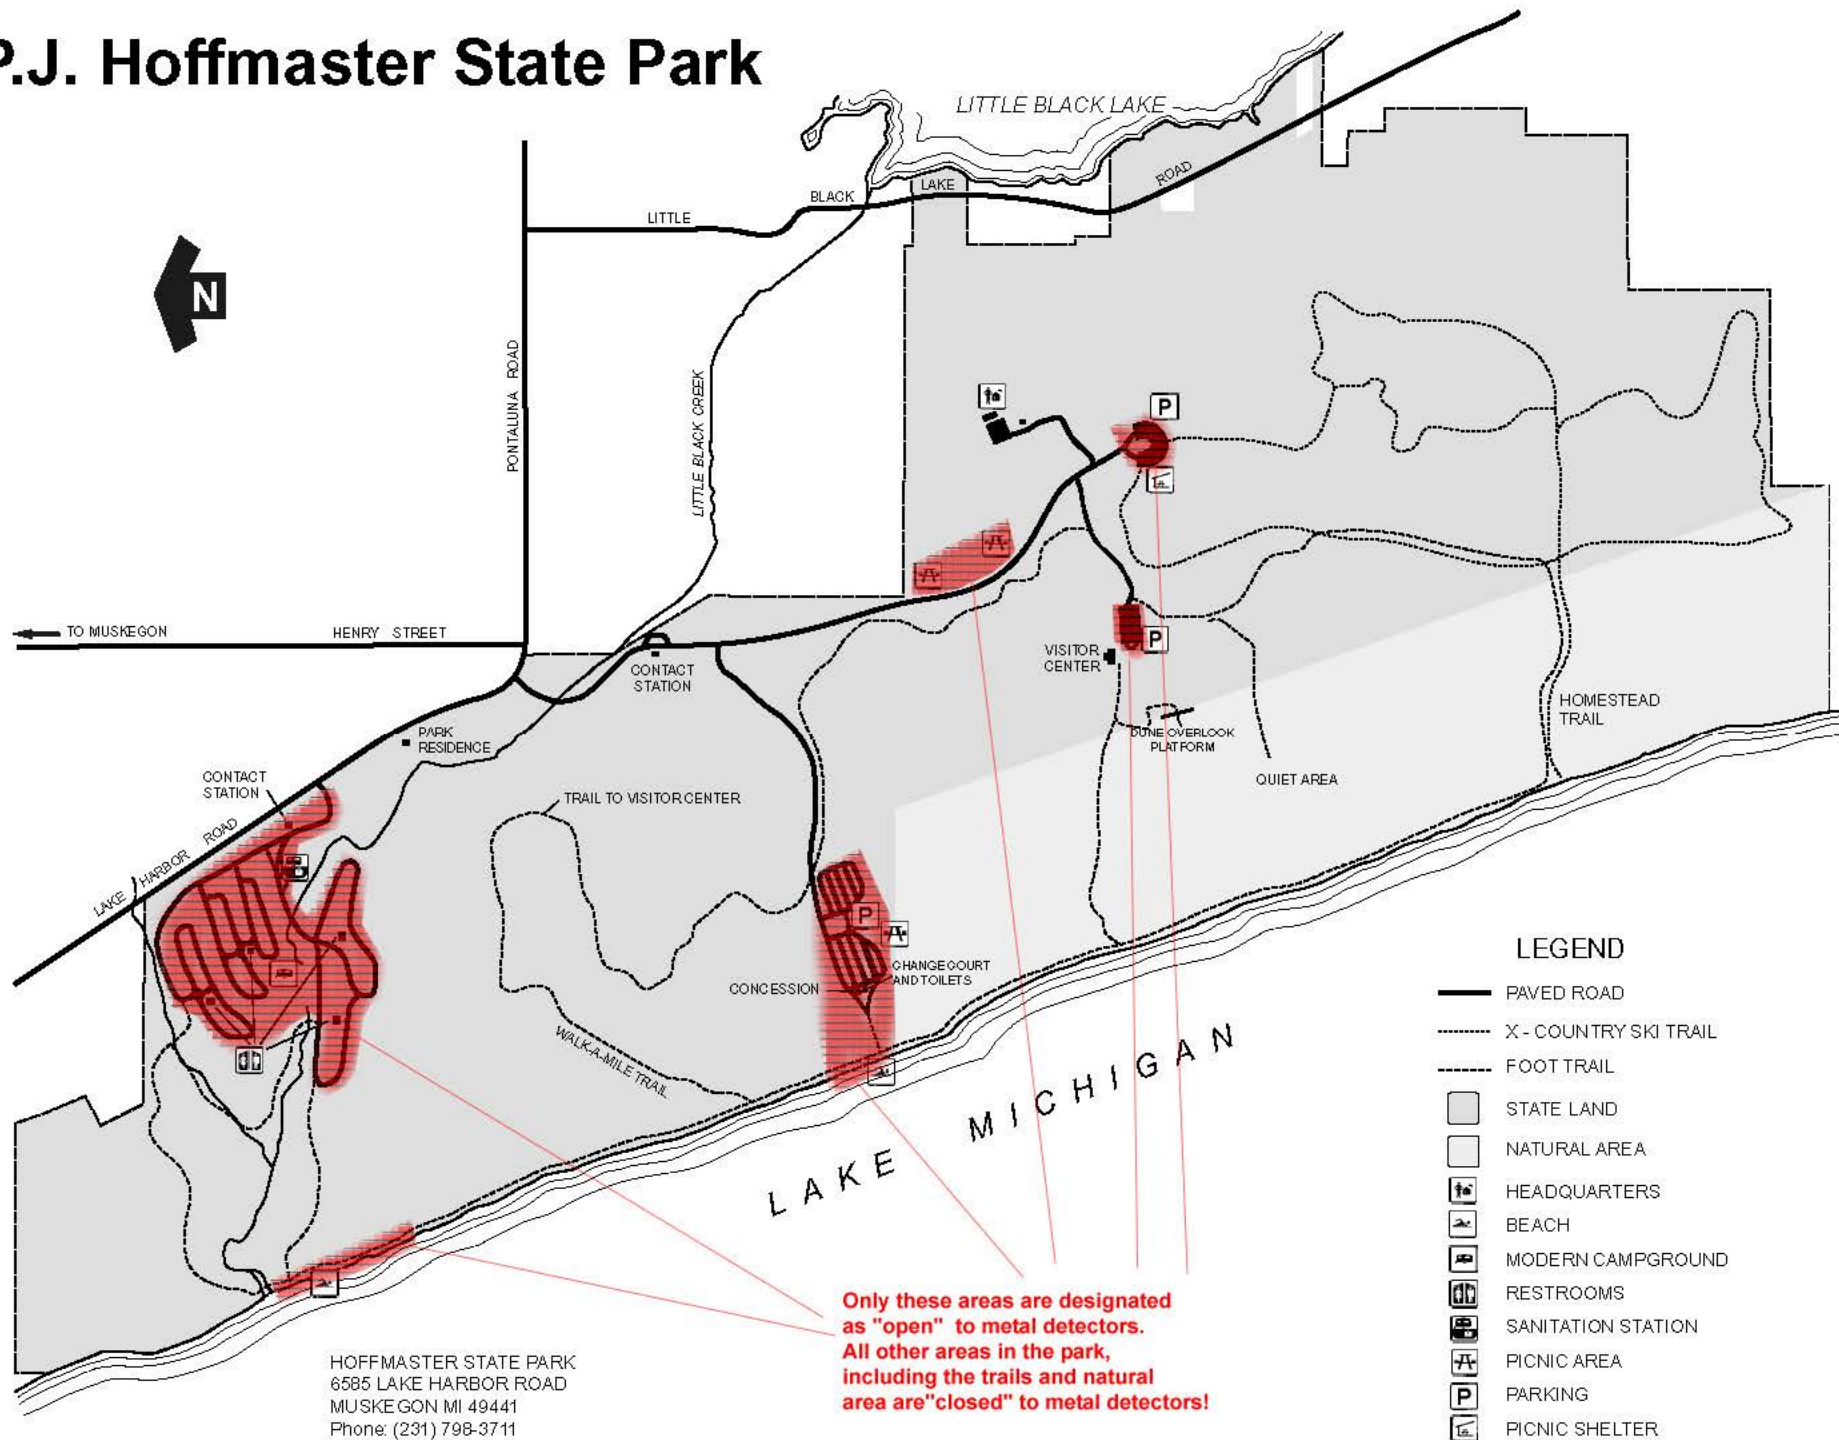 P.J. Hoffmaster State Park
LITTLE BLACK LAKE
ROAD
LAKE
BLACK
LITTLE
N
PONTALUNA ROAD
LITTLE BLACK CREEK
P
TO MUSKEGON
HENRY STREET
CONTACT
STATION
VISITOR
CENTER
P
DUNE OVERLOOK
PLATFORM
QUIET AREA
HOMESTEAD
TRAIL
PARK
RESIDENCE
CONTACT
STATION
LAKE HARBOR ROAD
TRAIL TO VISITOR CENTER
P
CHANGE COURT
AND TOILETS
CONCESSION
WALK-A-MILE TRAIL
LAKE MICHIGAN
LEGEND
PAVED ROAD
X - COUNTRY SKI TRAIL
FOOT TRAIL
STATE LAND
NATURAL AREA
HEADQUARTERS
BEACH
MODERN CAMPGROUND
RESTROOMS
SANITATION STATION
PICNIC AREA
P PARKING
PICNIC SHELTER
Only these areas are designated
as "open" to metal detectors.
All other areas in the park,
including the trails and natural
area are"closed" to metal detectors!
HOFFMASTER STATE PARK
6585 LAKE HARBOR ROAD
MUSKEGON MI 49441
Phone: (231) 798-3711